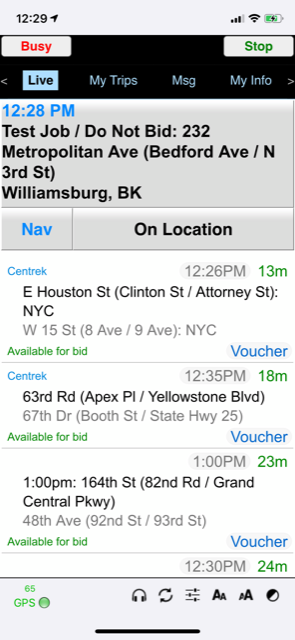 12:29
Busy
Stop
< Live My Trips Msg My Info >
12:28 PM
Test Job / Do Not Bid: 232
Metropolitan Ave (Bedford Ave / N
3rd St)
Williamsburg, BK
Nav
On Location
Centrek 12:26PM 13m
E Houston St (Clinton St / Attorney St):
NYC
W 15 St (8 Ave / 9 Ave): NYC
Available for bid Voucher
Centrek 12:35PM 18m
63rd Rd (Apex Pl / Yellowstone Blvd)
67th Dr (Booth St / State Hwy 25)
Available for bid Voucher
1:00PM 23m
1:00pm: 164th St (82nd Rd / Grand
Central Pkwy)
48th Ave (92nd St / 93rd St)
Available for bid Voucher
12:30PM 24m
65
GPS
AA
AA